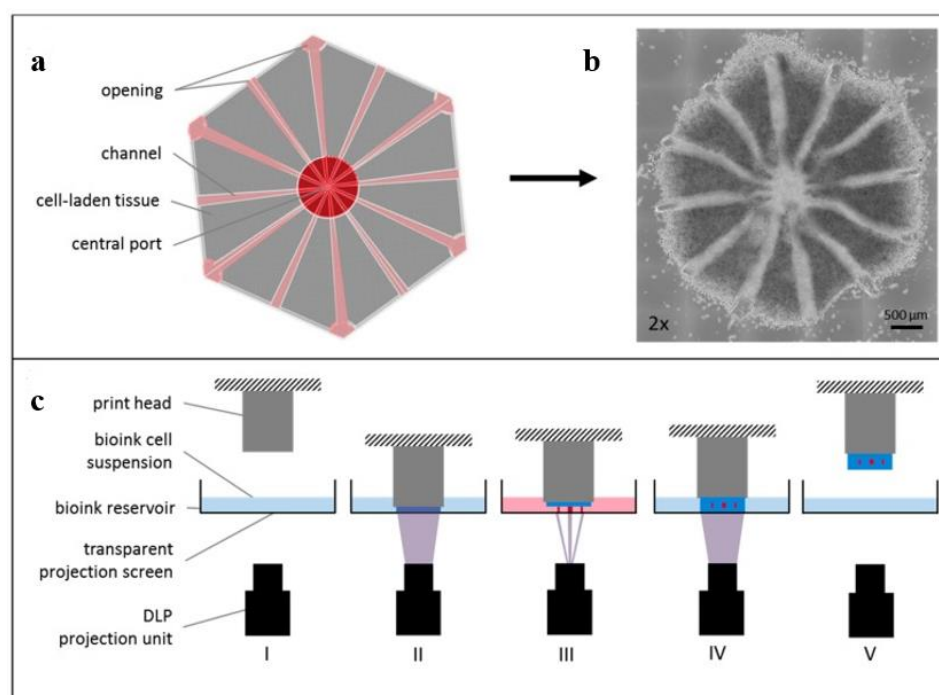 a
opening
channel
cell-laden tissue
central port
b
2x
500 µm
c
print head
bioink cell
suspension
bioink reservoir
transparent
projection screen
DLP
projection unit
I
II
III
IV
V